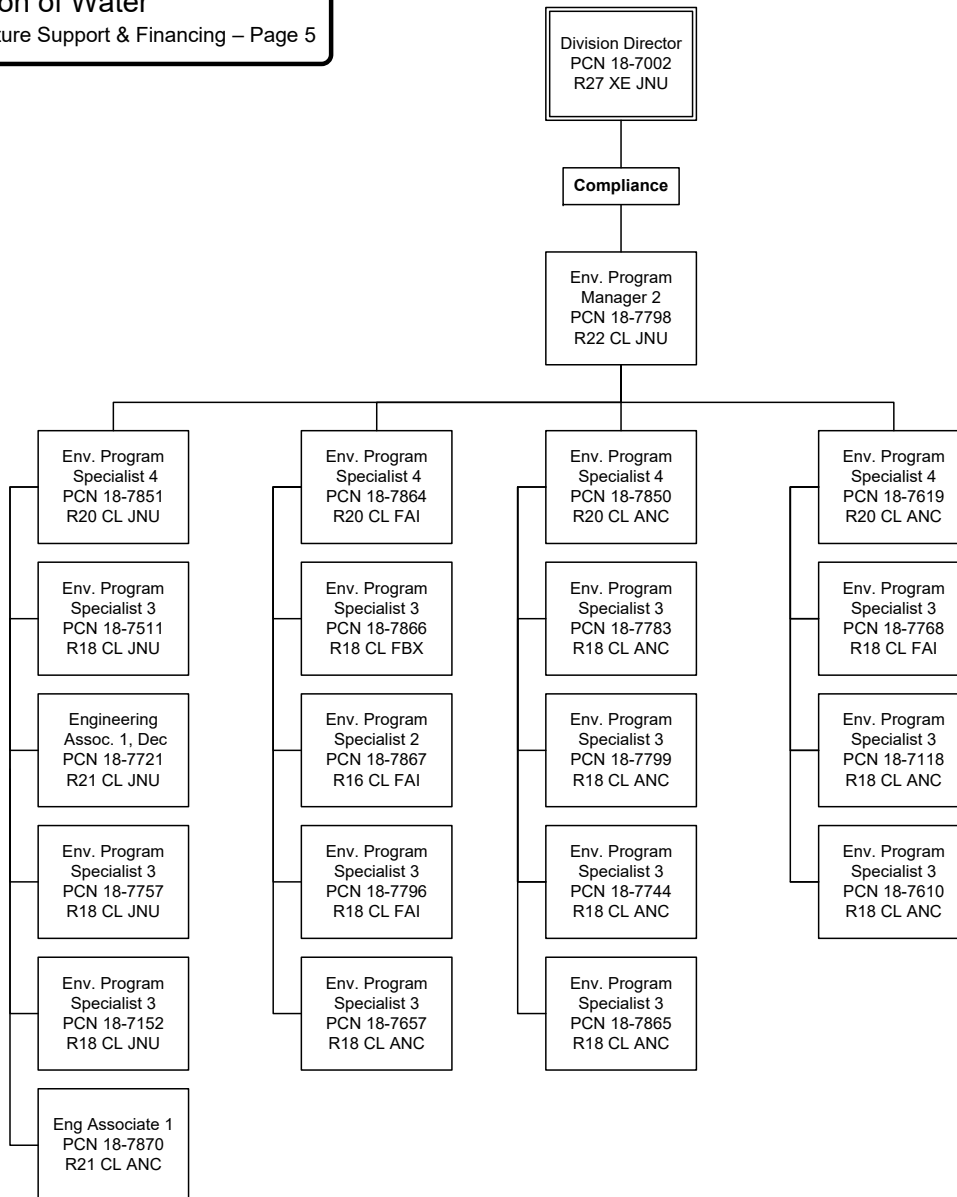 of Water
Support & Financing – Page 5
Division Director
PCN 18-7002
R27 XE JNU
Compliance
Env. Program
Manager 2
PCN 18-7798
R22 CL JNU
Env. Program
Specialist 4
PCN 18-7851
R20 CL JNU
Env. Program
Specialist 3
PCN 18-7511
R18 CL JNU
Engineering
Assoc. 1, Dec
PCN 18-7721
R21 CL JNU
Env. Program
Specialist 3
PCN 18-7757
R18 CL JNU
Env. Program
Specialist 3
PCN 18-7152
R18 CL JNU
Eng Associate 1
PCN 18-7870
R21 CL ANC
Env. Program
Specialist 4
PCN 18-7864
R20 CL FAI
Env. Program
Specialist 3
PCN 18-7866
R18 CL FBX
Env. Program
Specialist 2
PCN 18-7867
R16 CL FAI
Env. Program
Specialist 3
PCN 18-7796
R18 CL FAI
Env. Program
Specialist 3
PCN 18-7657
R18 CL ANC
Env. Program
Specialist 4
PCN 18-7850
R20 CL ANC
Env. Program
Specialist 3
PCN 18-7783
R18 CL ANC
Env. Program
Specialist 3
PCN 18-7799
R18 CL ANC
Env. Program
Specialist 3
PCN 18-7744
R18 CL ANC
Env. Program
Specialist 3
PCN 18-7865
R18 CL ANC
Env. Program
Specialist 4
PCN 18-7619
R20 CL ANC
Env. Program
Specialist 3
PCN 18-7768
R18 CL FAI
Env. Program
Specialist 3
PCN 18-7118
R18 CL ANC
Env. Program
Specialist 3
PCN 18-7610
R18 CL ANC